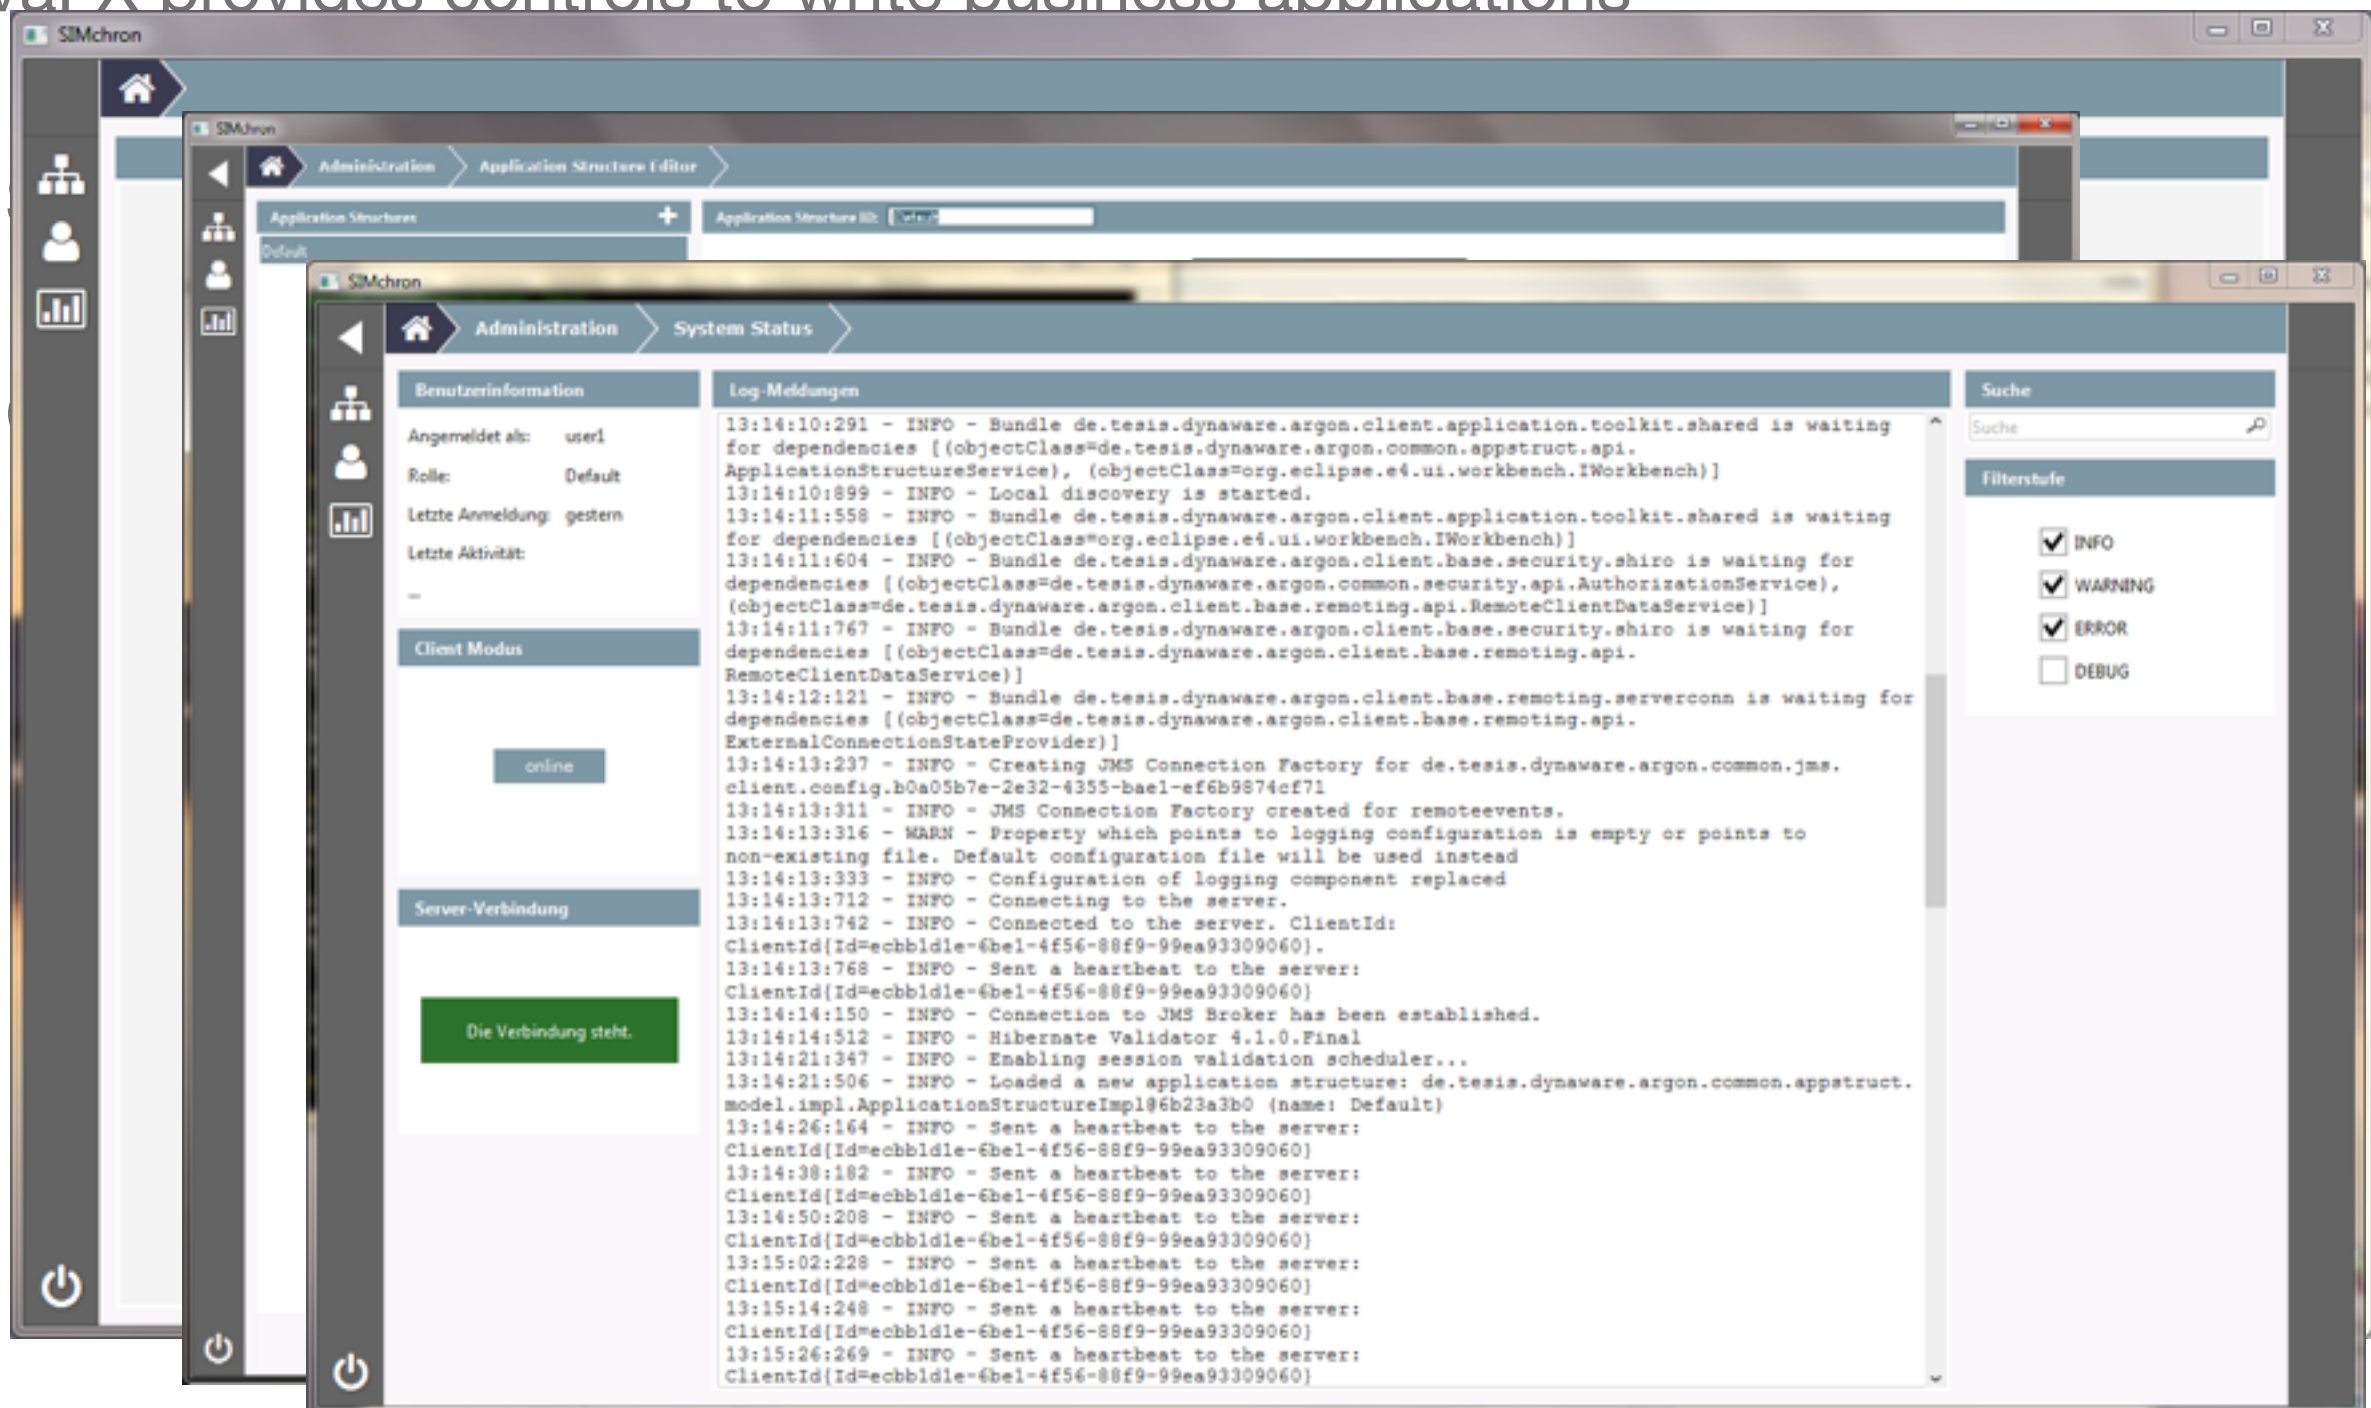 vaFX provides controls to write business applications
SIMchron
SIMchron
Administration
Application Structure Editor
Application Structures
Application Structure ID:
Default
Default
SIMchron
Administration
System Status
Benutzerinformation
Angemeldet als: user1
Rolle: Default
Letzte Anmeldung: gestern
Letzte Aktivität:
--
Client Modus
online
Server-Verbindung
Die Verbindung steht.
Log-Meldungen
13:14:10:291 - INFO - Bundle de.tesis.dynaware.argon.client.application.toolkit.shared is waiting
for dependencies [(objectClass=de.tesis.dynaware.argon.common.appstruct.api.
ApplicationStructureService), (objectClass=org.eclipse.e4.ui.workbench.IWorkbench)]
13:14:10:899 - INFO - Local discovery is started.
13:14:11:558 - INFO - Bundle de.tesis.dynaware.argon.client.application.toolkit.shared is waiting
for dependencies [(objectClass=org.eclipse.e4.ui.workbench.IWorkbench)]
13:14:11:604 - INFO - Bundle de.tesis.dynaware.argon.client.base.security.shiro is waiting for
dependencies [(objectClass=de.tesis.dynaware.argon.common.security.api.AuthorizationService),
(objectClass=de.tesis.dynaware.argon.client.base.remoting.api.RemoteClientDataService)]
13:14:11:767 - INFO - Bundle de.tesis.dynaware.argon.client.base.security.shiro is waiting for
dependencies [(objectClass=de.tesis.dynaware.argon.client.base.remoting.api.
RemoteClientDataService)]
13:14:12:121 - INFO - Bundle de.tesis.dynaware.argon.client.base.remoting.serverconn is waiting for
dependencies [(objectClass=de.tesis.dynaware.argon.client.base.remoting.api.
ExternalConnectionStateProvider)]
13:14:13:237 - INFO - Creating JMS Connection Factory for de.tesis.dynaware.argon.common.jms.
client.config.b0a05b7e-2e32-4355-bae1-ef6b9874cf71
13:14:13:311 - INFO - JMS Connection Factory created for remoteevents.
13:14:13:316 - WARN - Property which points to logging configuration is empty or points to
non-existing file. Default configuration file will be used instead
13:14:13:333 - INFO - Configuration of logging component replaced
13:14:13:712 - INFO - Connecting to the server.
13:14:13:742 - INFO - Connected to the server. ClientId:
ClientId{Id=ecbb1d1e-6be1-4f56-88f9-99ea93309060}.
13:14:13:768 - INFO - Sent a heartbeat to the server:
ClientId{Id=ecbb1d1e-6be1-4f56-88f9-99ea93309060}
13:14:14:150 - INFO - Connection to JMS Broker has been established.
13:14:14:512 - INFO - Hibernate Validator 4.1.0.Final
13:14:21:347 - INFO - Enabling session validation scheduler...
13:14:21:506 - INFO - Loaded a new application structure: de.tesis.dynaware.argon.common.appstruct.
model.impl.ApplicationStructureImpl@6b23a3b0 (name: Default)
13:14:26:164 - INFO - Sent a heartbeat to the server:
ClientId{Id=ecbb1d1e-6be1-4f56-88f9-99ea93309060}
13:14:38:182 - INFO - Sent a heartbeat to the server:
ClientId{Id=ecbb1d1e-6be1-4f56-88f9-99ea93309060}
13:14:50:208 - INFO - Sent a heartbeat to the server:
ClientId{Id=ecbb1d1e-6be1-4f56-88f9-99ea93309060}
13:15:02:228 - INFO - Sent a heartbeat to the server:
ClientId{Id=ecbb1d1e-6be1-4f56-88f9-99ea93309060}
13:15:14:248 - INFO - Sent a heartbeat to the server:
ClientId{Id=ecbb1d1e-6be1-4f56-88f9-99ea93309060}
13:15:26:269 - INFO - Sent a heartbeat to the server:
ClientId{Id=ecbb1d1e-6be1-4f56-88f9-99ea93309060}
Suche
Suche
Filterstufe
INFO
WARNING
ERROR
DEBUG